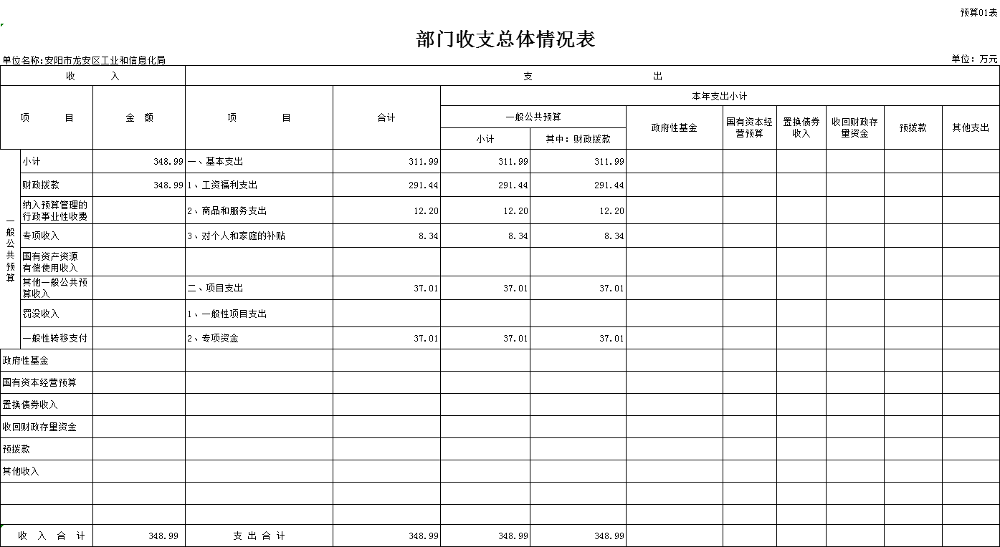 预算01表
部门收支总体情况表
单位名称:安阳市龙安区工业和信息化局 单位：万元
收 入 支 出
项 目 金 额 项 目 合计 本年支出小计
一般公共预算 政府性基金 国有资本经营预算 置换债券收入 收回财政存量资金 预拨款 其他支出
小计 其中：财政拨款
一般公共预算
小计 348.99 一、基本支出 311.99 311.99 311.99
财政拨款 348.99 1、工资福利支出 291.44 291.44 291.44
纳入预算管理的
行政事业性收费 2、商品和服务支出 12.20 12.20 12.20
专项收入 3、对个人和家庭的补贴 8.34 8.34 8.34
国有资产资源
有偿使用收入
其他一般公共预
算收入 二、项目支出 37.01 37.01 37.01
罚没收入 1、一般性项目支出
一般性转移支付 2、专项资金 37.01 37.01 37.01
政府性基金
国有资本经营预算
置换债券收入
收回财政存量资金
预拨款
其他收入
收 入 合 计 348.99 支 出 合 计 348.99 348.99 348.99